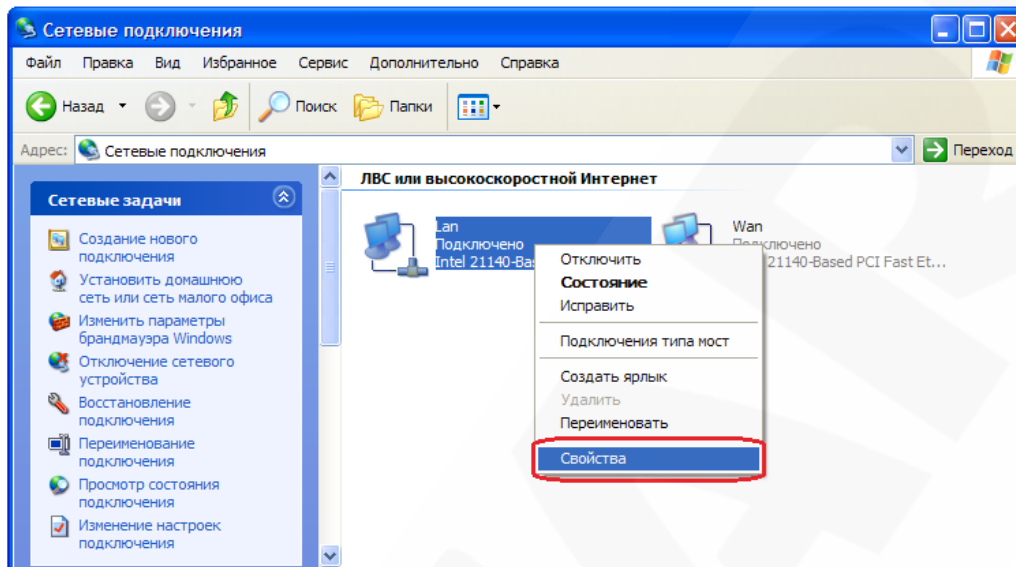 Сетевые подключения
Файл Правка Вид Избранное Сервис Дополнительно Справка
Назад Поиск Папки
Адрес: Сетевые подключения Переход
Сетевые задачи
Создание нового
подключения
Установить домашнюю
сеть или сеть малого офиса
Изменить параметры
брандмауэра Windows
Отключение сетевого
устройства
Восстановление
подключения
Переименование
подключения
Просмотр состояния
подключения
Изменение настроек
подключения
ЛВС или высокоскоростной Интернет
Lan
Подключено
Intel 21140-Bas
Wan
Подключено
21140-Based PCI Fast Et...
Отключить
Состояние
Исправить
Подключения типа мост
Создать ярлык
Удалить
Переименовать
Свойства